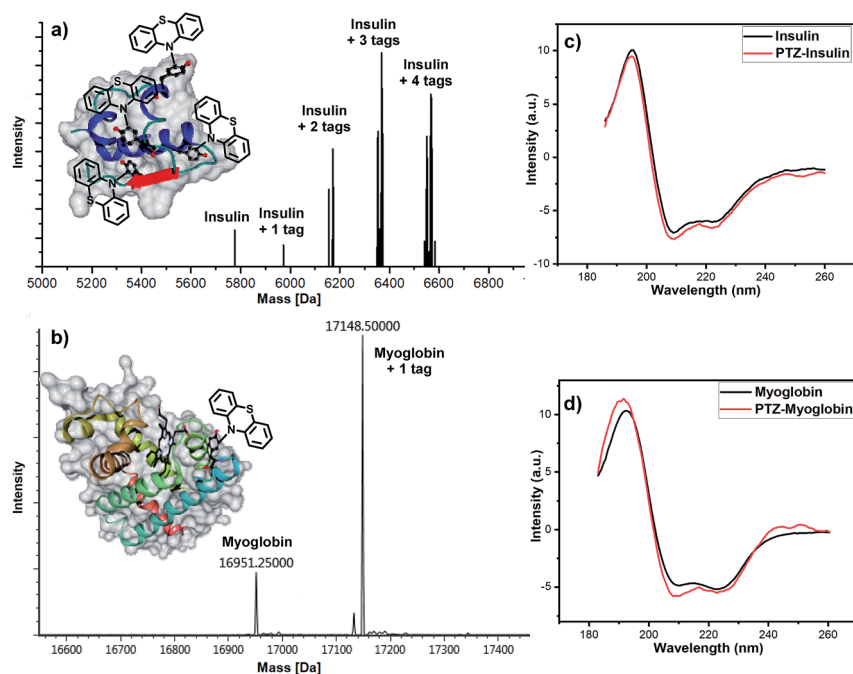 a)
Intensity
S
N
S
N
N
S
S
N
Insulin
Insulin
+ 1 tag
Insulin
+ 2 tags
Insulin
+ 3 tags
Insulin
+ 4 tags
5000 5200 5400 5600 5800 6000 6200 6400 6600 6800
Mass [Da]
b)
Intensity
S
N
Myoglobin
16951.25000
17148.50000
Myoglobin
+ 1 tag
16600 16700 16800 16900 17000 17100 17200 17300 17400
Mass [Da]
c)
Insulin
PTZ-Insulin
Intensity (a.u.)
10
5
0
-5
-10
180 200 220 240 260
Wavelength (nm)
d)
Myoglobin
PTZ-Myoglobin
Intensity (a.u.)
10
5
0
-5
180 200 220 240 260
Wavelength (nm)